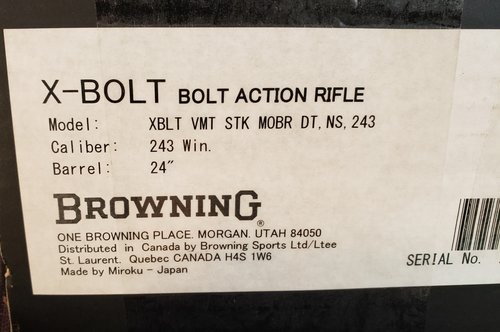 X-BOLT BOLT ACTION RIFLE
Model: XBLT VMT STK MOBR DT, NS, 243
Caliber: 243 Win.
Barrel: 24"
BROWNING®
ONE BROWNING PLACE. MORGAN. UTAH 84050
Distributed in Canada by Browning Sports Ltd/Ltee
St. Laurent. Quebec CANADA H4S 1W6
Made by Miroku - Japan
SERIAL No.